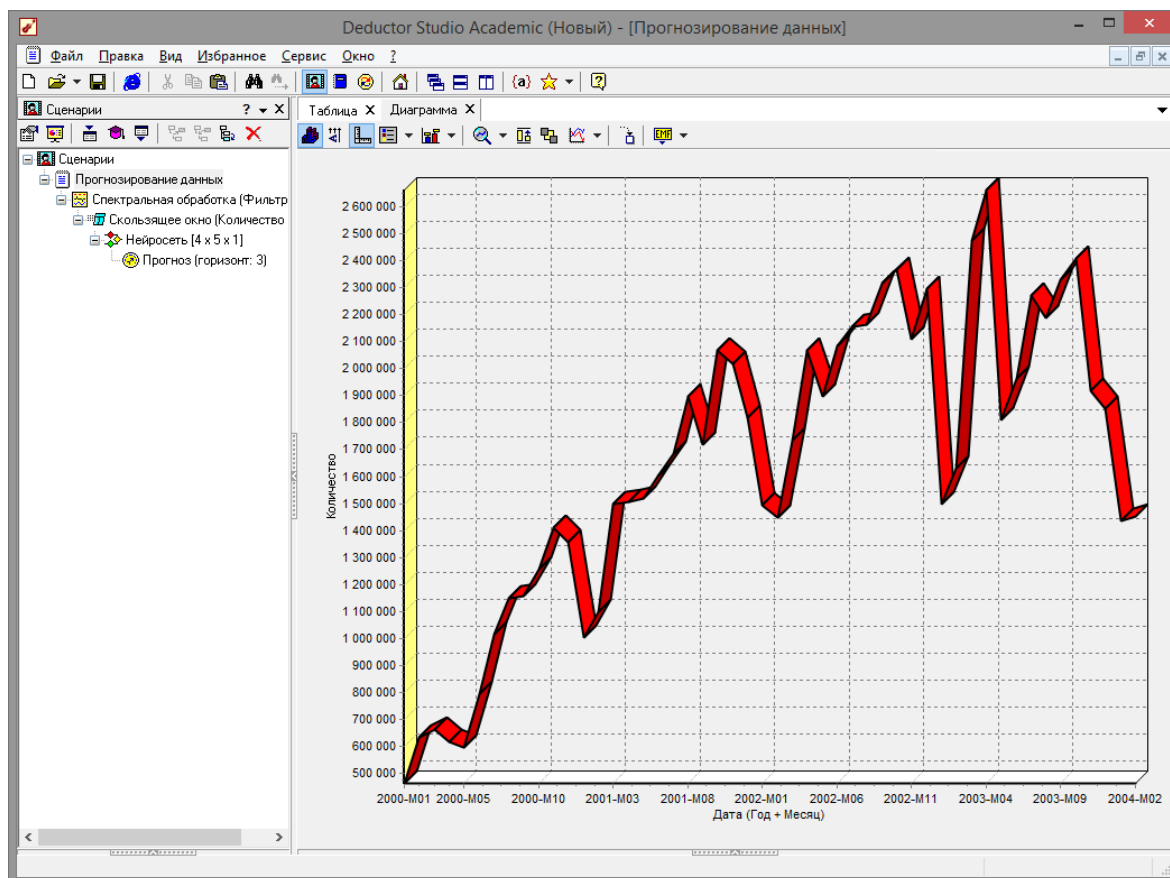 Deductor Studio Academic (Новый) - [Прогнозирование данных]
Файл Правка Вид Избранное Сервис Окно ?
{a}
Сценарии ? X
Таблица X Диаграмма X
EMF
Сценарии
Прогнозирование данных
Спектральная обработка (Фильтр
Скользящее окно (Количество
Нейросеть [4 x 5 x 1]
Прогноз (горизонт: 3)
2 600 000
2 500 000
2 400 000
2 300 000
2 200 000
2 100 000
2 000 000
1 900 000
1 800 000
1 700 000
1 600 000
1 500 000
1 400 000
1 300 000
1 200 000
1 100 000
1 000 000
900 000
800 000
700 000
600 000
500 000
Количество
2000-M01 2000-M05 2000-M10 2001-M03 2001-M08 2002-M01 2002-M06 2002-M11 2003-M04 2003-M09 2004-M02
Дата (Год + Месяц)